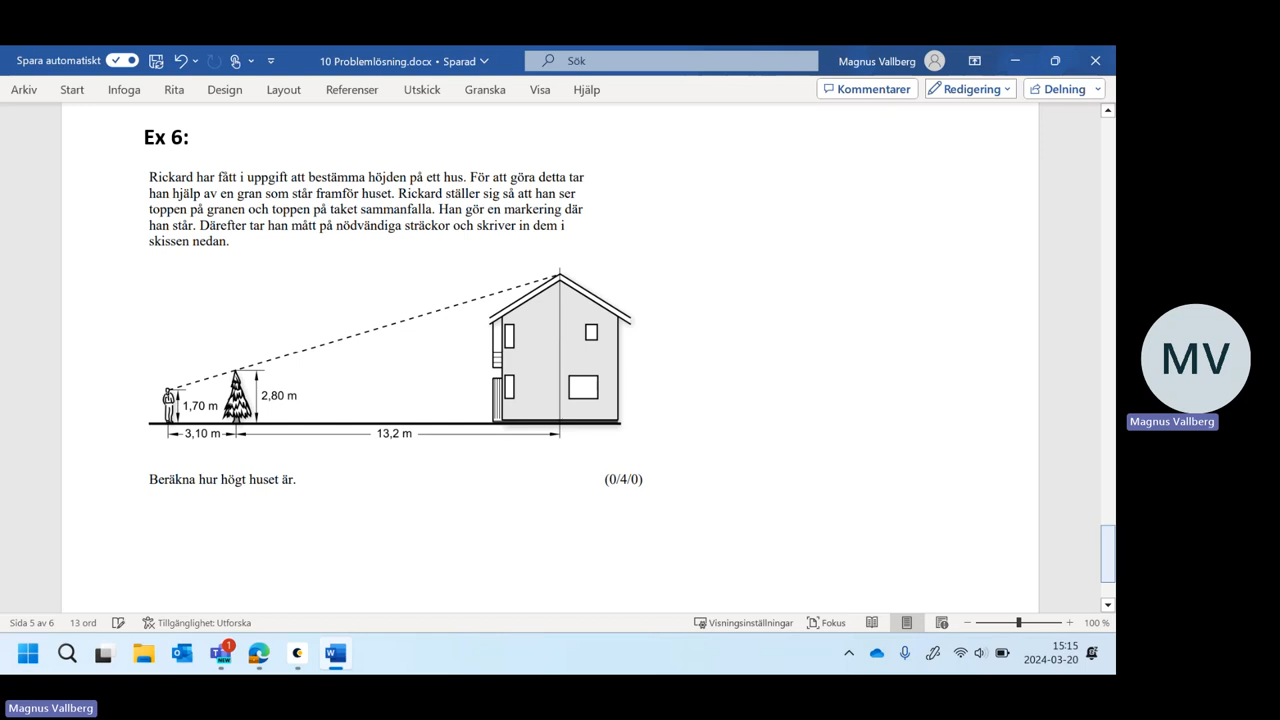 Spara automatiskt
10 Problemlösning.docx • Sparad
Sök
Magnus Vallberg
Arkiv Start Infoga Rita Design Layout Referenser Utskick Granska Visa Hjälp
Kommentarer
Redigering
Delning
Ex 6:
Rickard har fått i uppgift att bestämma höjden på ett hus. För att göra detta tar
han hjälp av en gran som står framför huset. Rickard ställer sig så att han ser
toppen på granen och toppen på taket sammanfalla. Han gör en markering där
han står. Därefter tar han mått på nödvändiga sträckor och skriver in dem i
skissen nedan.
1,70 m
2,80 m
3,10 m
13,2 m
Beräkna hur högt huset är. (0/4/0)
MV
Magnus Vallberg
Sida 5 av 6 13 ord Tillgänglighet: Utforska
Visningsinställningar Fokus 100 %
1
NEW
15:15
2024-03-20
Magnus Vallberg